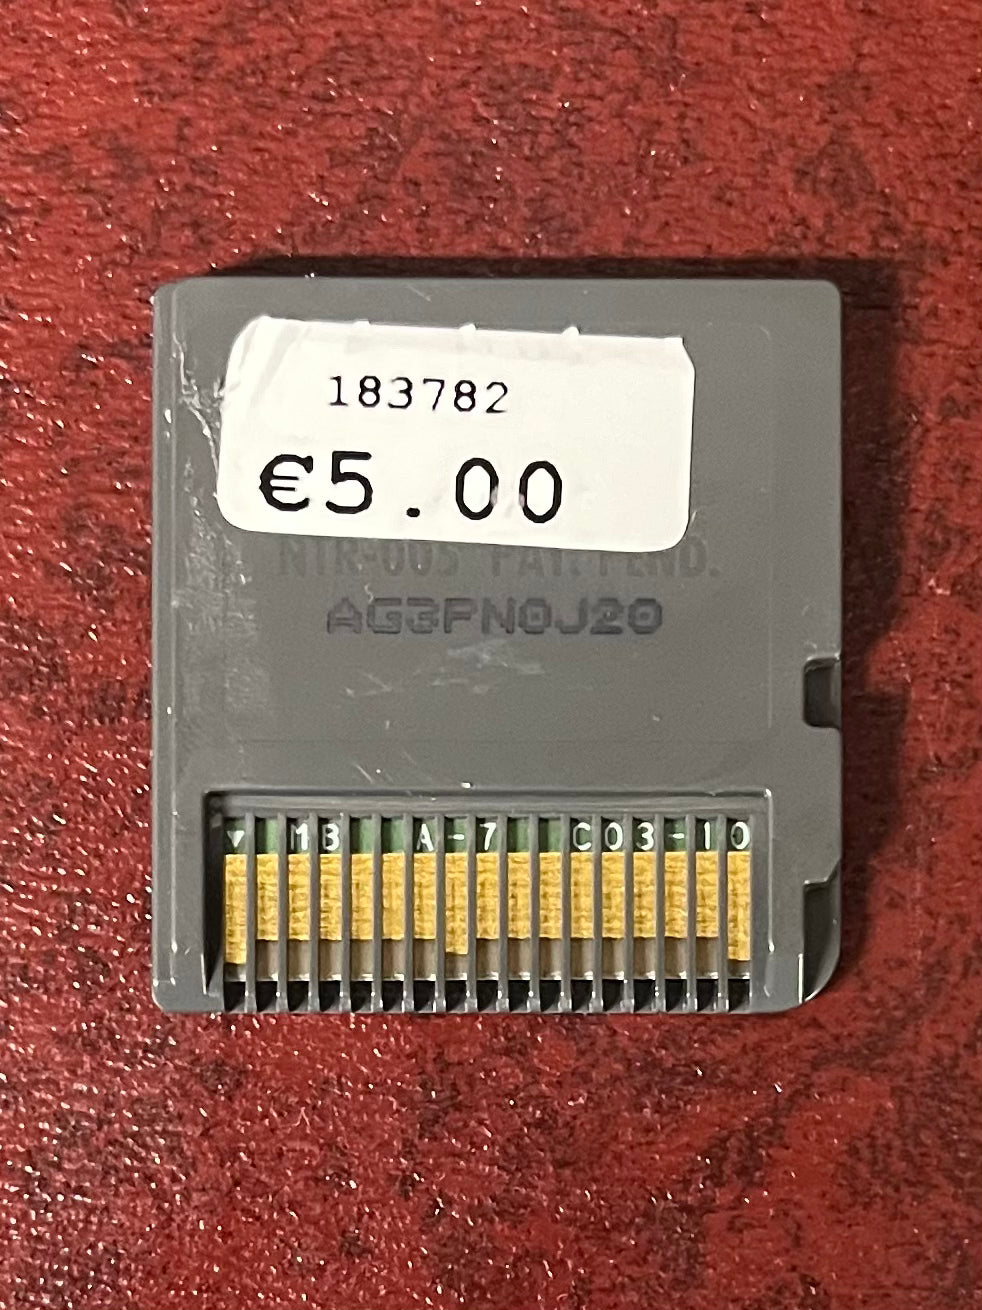 183782
€5.00
NTR-005 PAT. PEND.
AG3PN0J20
▼ MB A-7 C03-10